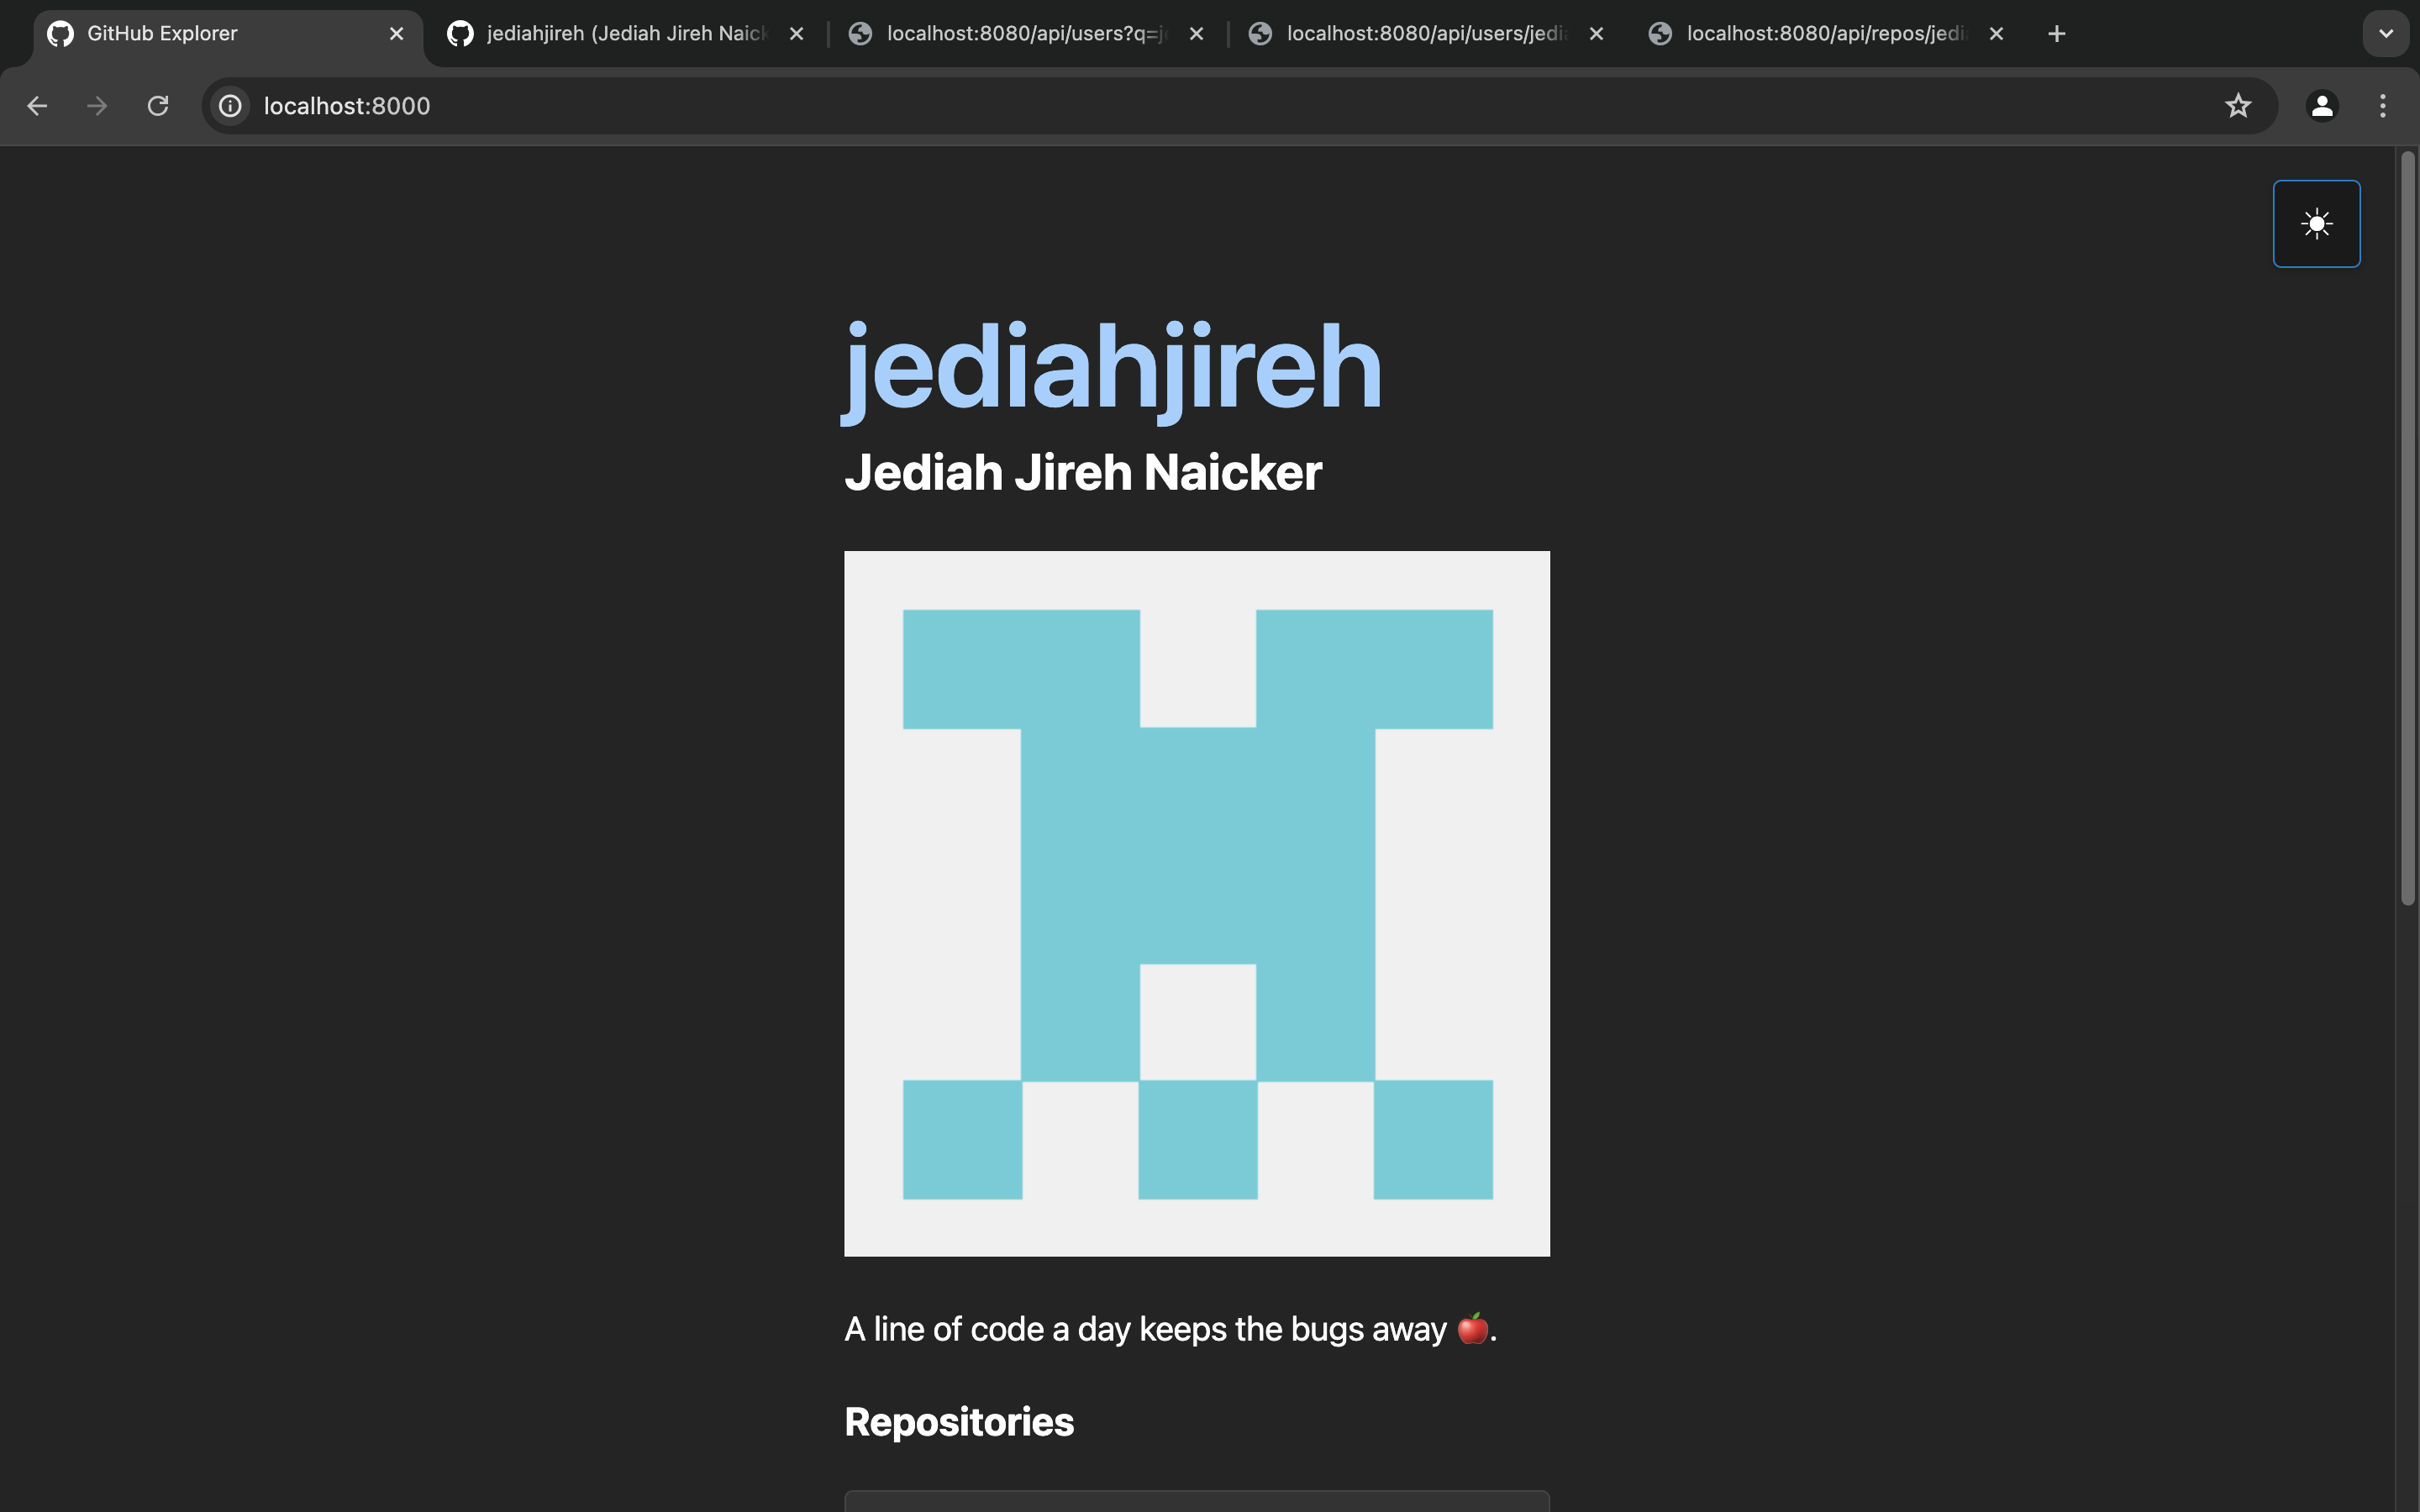 GitHub Explorer
jediahjireh (Jediah Jireh Naick
localhost:8080/api/users?q=j
localhost:8080/api/users/jedi
localhost:8080/api/repos/jedi
localhost:8000
jediahjireh
Jediah Jireh Naicker
A line of code a day keeps the bugs away 🍎.
Repositories